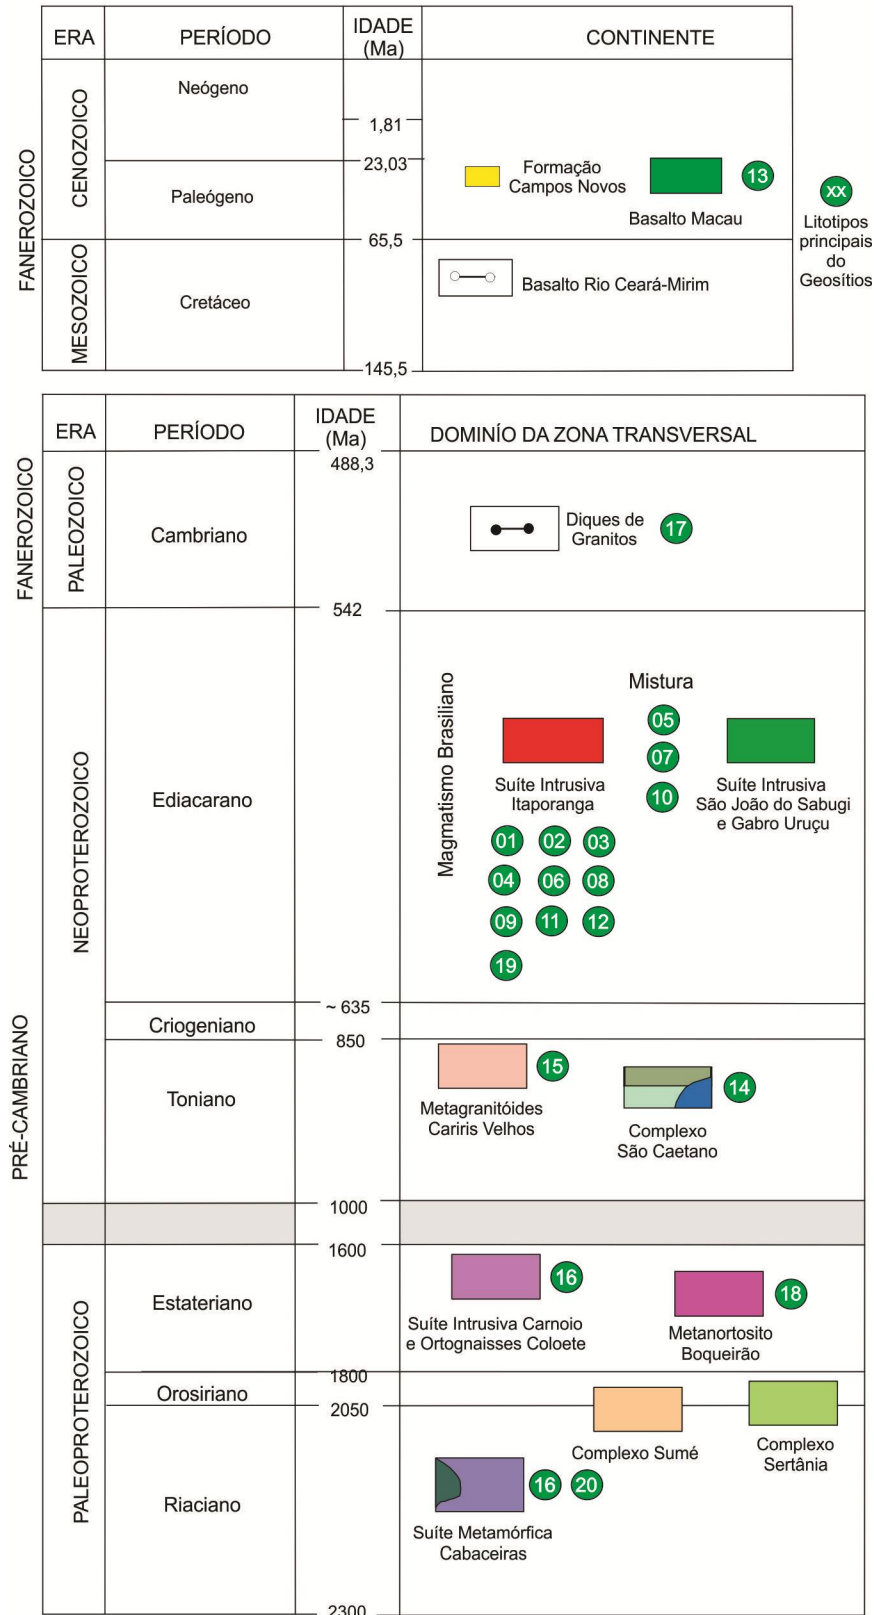 ERA
PERÍODO
IDADE
(Ma)
CONTINENTE
FANEROZOICO
CENOZOICO
Neógeno
1,81
23,03
Paleógeno
Formação
Campos Novos
Basalto Macau
13
65,5
MESOZOICO
Cretáceo
Basalto Rio Ceará-Mirim
145,5
xx
Litotipos
principais
do
Geosítios
ERA
PERÍODO
IDADE
(Ma)
DOMINÍO DA ZONA TRANSVERSAL
488,3
FANEROZOICO
PALEOZOICO
Cambriano
Diques de
Granitos
17
542
PRÉ-CAMBRIANO
NEOPROTEROZOICO
Ediacarano
Magmatismo Brasiliano
Suíte Intrusiva
Itaporanga
01 02 03
04 06 08
09 11 12
19
Mistura
05
07
10
Suíte Intrusiva
São João do Sabugi
e Gabro Uruçu
~ 635
Criogeniano
850
Toniano
15
Metagranitóides
Cariris Velhos
14
Complexo
São Caetano
1000
1600
PALEOPROTEROZOICO
Estateriano
16
Suíte Intrusiva Carnoio
e Ortognaisses Coloete
18
Metanortosito
Boqueirão
1800
Orosiriano
2050
Complexo Sumé
Complexo
Sertânia
Riaciano
16 20
Suíte Metamórfica
Cabaceiras
2300